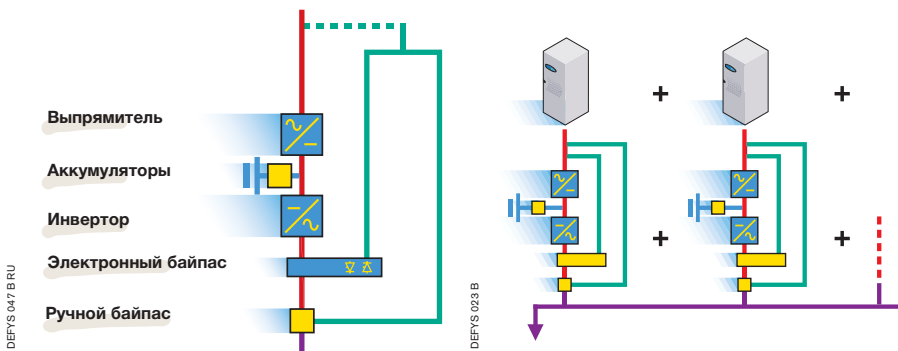 Выпрямитель
Аккумуляторы
Инвертор
Электронный байпас
Ручной байпас
DEFYS 047 B RU
+ +
+ +
DEFYS 023 B